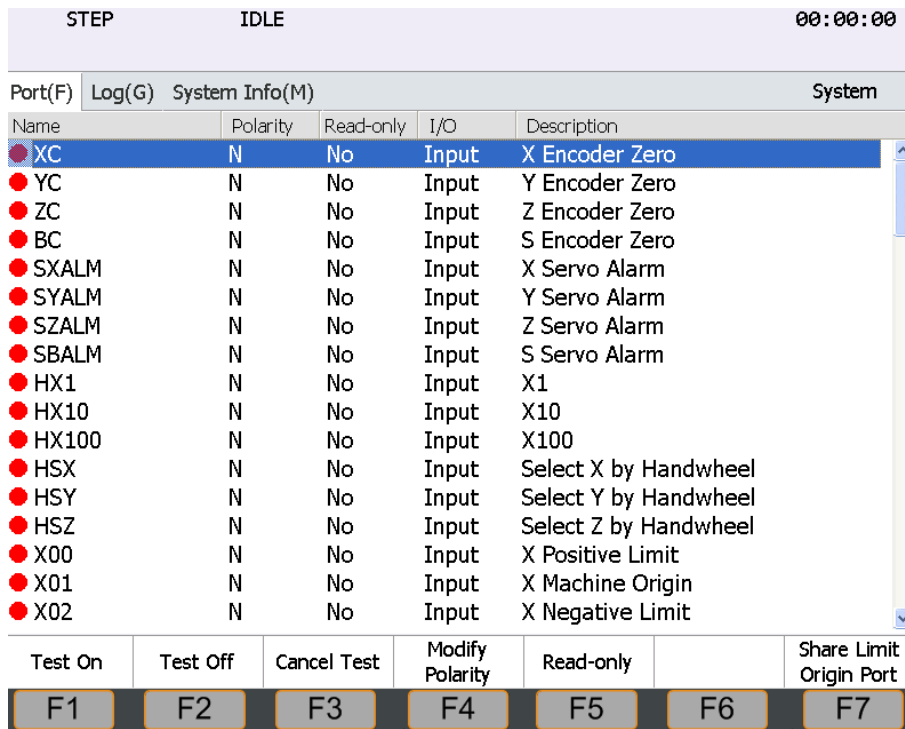 STEP IDLE 00:00:00
Port(F) Log(G) System Info(M) System
Name Polarity Read-only I/O Description
XC N No Input X Encoder Zero
YC N No Input Y Encoder Zero
ZC N No Input Z Encoder Zero
BC N No Input S Encoder Zero
SXALM N No Input X Servo Alarm
SYALM N No Input Y Servo Alarm
SZALM N No Input Z Servo Alarm
SBALM N No Input S Servo Alarm
HX1 N No Input X1
HX10 N No Input X10
HX100 N No Input X100
HSX N No Input Select X by Handwheel
HSY N No Input Select Y by Handwheel
HSZ N No Input Select Z by Handwheel
X00 N No Input X Positive Limit
X01 N No Input X Machine Origin
X02 N No Input X Negative Limit
Test On Test Off Cancel Test Modify Polarity Read-only Share Limit Origin Port
F1 F2 F3 F4 F5 F6 F7